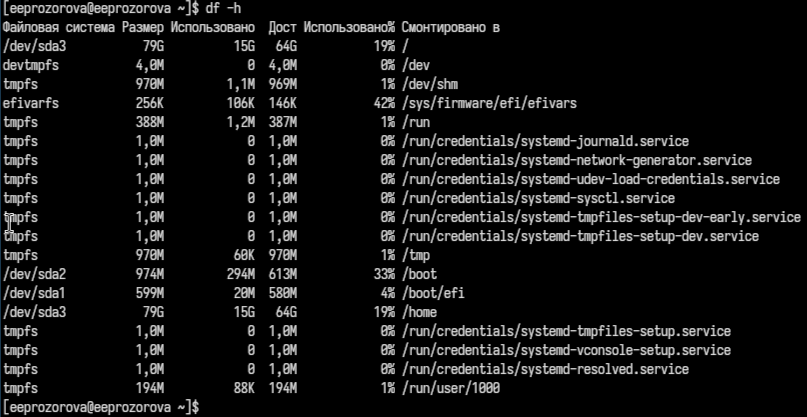 [eeprozorova@eeprozorova ~]$ df -h
Файловая система Размер Использовано Дост Использовано% Смонтировано в
/dev/sda3 79G 15G 64G 19% /
devtmpfs 4,0M 0 4,0M 0% /dev
tmpfs 970M 1,1M 969M 1% /dev/shm
efivarfs 256K 106K 146K 42% /sys/firmware/efi/efivars
tmpfs 388M 1,2M 387M 1% /run
tmpfs 1,0M 0 1,0M 0% /run/credentials/systemd-journald.service
tmpfs 1,0M 0 1,0M 0% /run/credentials/systemd-network-generator.service
tmpfs 1,0M 0 1,0M 0% /run/credentials/systemd-udev-load-credentials.service
tmpfs 1,0M 0 1,0M 0% /run/credentials/systemd-sysctl.service
tmpfs 1,0M 0 1,0M 0% /run/credentials/systemd-tmpfiles-setup-dev-early.service
tmpfs 1,0M 0 1,0M 0% /run/credentials/systemd-tmpfiles-setup-dev.service
tmpfs 970M 60K 970M 1% /tmp
/dev/sda2 974M 294M 613M 33% /boot
/dev/sda1 599M 20M 580M 4% /boot/efi
/dev/sda3 79G 15G 64G 19% /home
tmpfs 1,0M 0 1,0M 0% /run/credentials/systemd-tmpfiles-setup.service
tmpfs 1,0M 0 1,0M 0% /run/credentials/systemd-vconsole-setup.service
tmpfs 1,0M 0 1,0M 0% /run/credentials/systemd-resolved.service
tmpfs 194M 88K 194M 1% /run/user/1000
[eeprozorova@eeprozorova ~]$